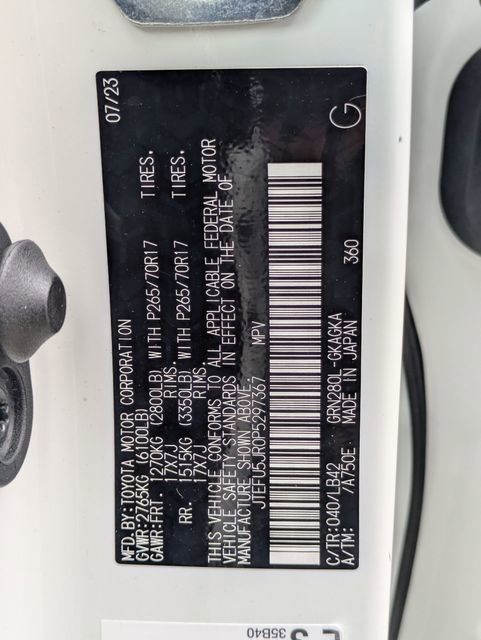 MFD.BY:TOYOTA MOTOR CORPORATION 07/23
GVWR:2765KG (6100LB)
GAWR:FRT. 1270KG (2800LB) WITH P265/70R17 TIRES,
17X7J RIMS.
RR. 1515KG (3350LB) WITH P265/70R17 TIRES,
17X7J RIMS.
THIS VEHICLE CONFORMS TO ALL APPLICABLE FEDERAL MOTOR
VEHICLE SAFETY STANDARDS IN EFFECT ON THE DATE OF
MANUFACTURE SHOWN ABOVE.
JTEFU5JR0P5297367 MPV
C/TR:040/LB42 GRN280L-GKAGKA 360
A/TM: /A750E MADE IN JAPAN
G
35B40